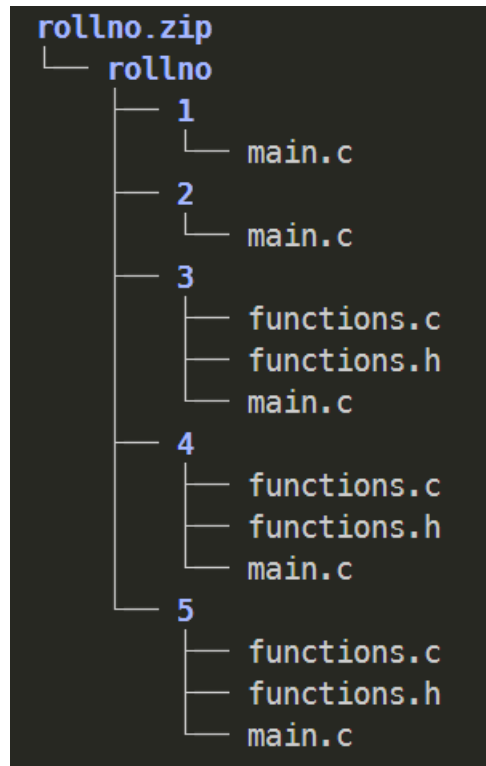 rollno.zip
rollno
1
main.c
2
main.c
3
functions.c
functions.h
main.c
4
functions.c
functions.h
main.c
5
functions.c
functions.h
main.c